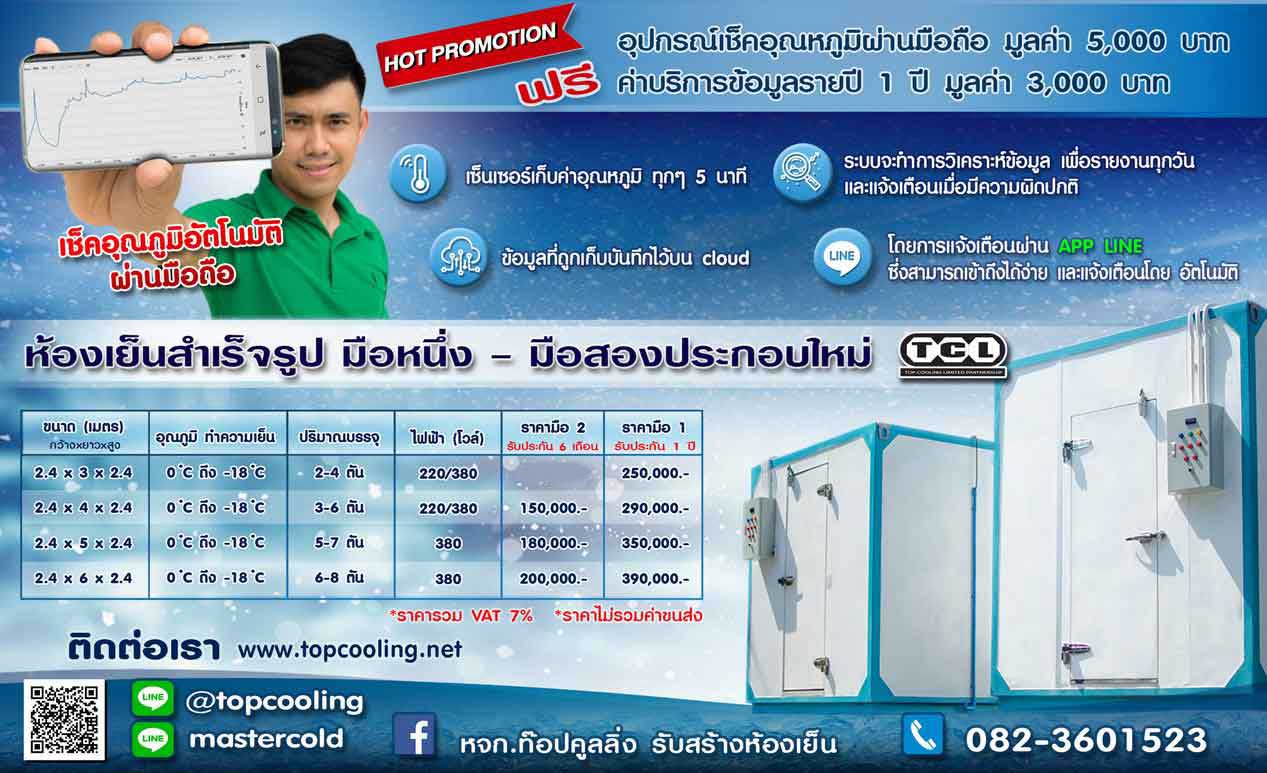 HOT PROMOTION
ฟรี
อุปกรณ์เช็คอุณหภูมิผ่านมือถือ มูลค่า 5,000 บาท
ค่าบริการข้อมูลรายปี 1 ปี มูลค่า 3,000 บาท
เซ็นเซอร์เก็บค่าอุณหภูมิ ทุกๆ 5 นาที
ระบบจะทำการวิเคราะห์ข้อมูล เพื่อรายงานทุกวัน
และแจ้งเตือนเมื่อมีความผิดปกติ
ข้อมูลที่ถูกเก็บบันทึกไว้บน cloud
LINE
โดยการแจ้งเตือนผ่าน APP LINE
ซึ่งสามารถเข้าถึงได้ง่าย และแจ้งเตือนโดย อัตโนมัติ
เช็คอุณภูมิอัตโนมัติ
ผ่านมือถือ
ห้องเย็นสำเร็จรูป มือหนึ่ง – มือสองประกอบใหม่
TCL
TOP COOLING LIMITED PARTNERSHIP
ขนาด (เมตร) กว้างxยาวxสูง อุณภูมิ ทำความเย็น ปริมาณบรรจุ ไฟฟ้า (โวล์) ราคามือ 2 รับประกัน 6 เดือน ราคามือ 1 รับประกัน 1 ปี
2.4 x 3 x 2.4 0°C ถึง -18°C 2-4 ตัน 220/380 250,000.-
2.4 x 4 x 2.4 0°C ถึง -18°C 3-6 ตัน 220/380 150,000.- 290,000.-
2.4 x 5 x 2.4 0°C ถึง -18°C 5-7 ตัน 380 180,000.- 350,000.-
2.4 x 6 x 2.4 0°C ถึง -18°C 6-8 ตัน 380 200,000.- 390,000.-
*ราคารวม VAT 7% *ราคาไม่รวมค่าขนส่ง
ติดต่อเรา www.topcooling.net
LINE @topcooling
LINE mastercold
f หจก.ท๊อปคูลลิ่ง รับสร้างห้องเย็น
082-3601523